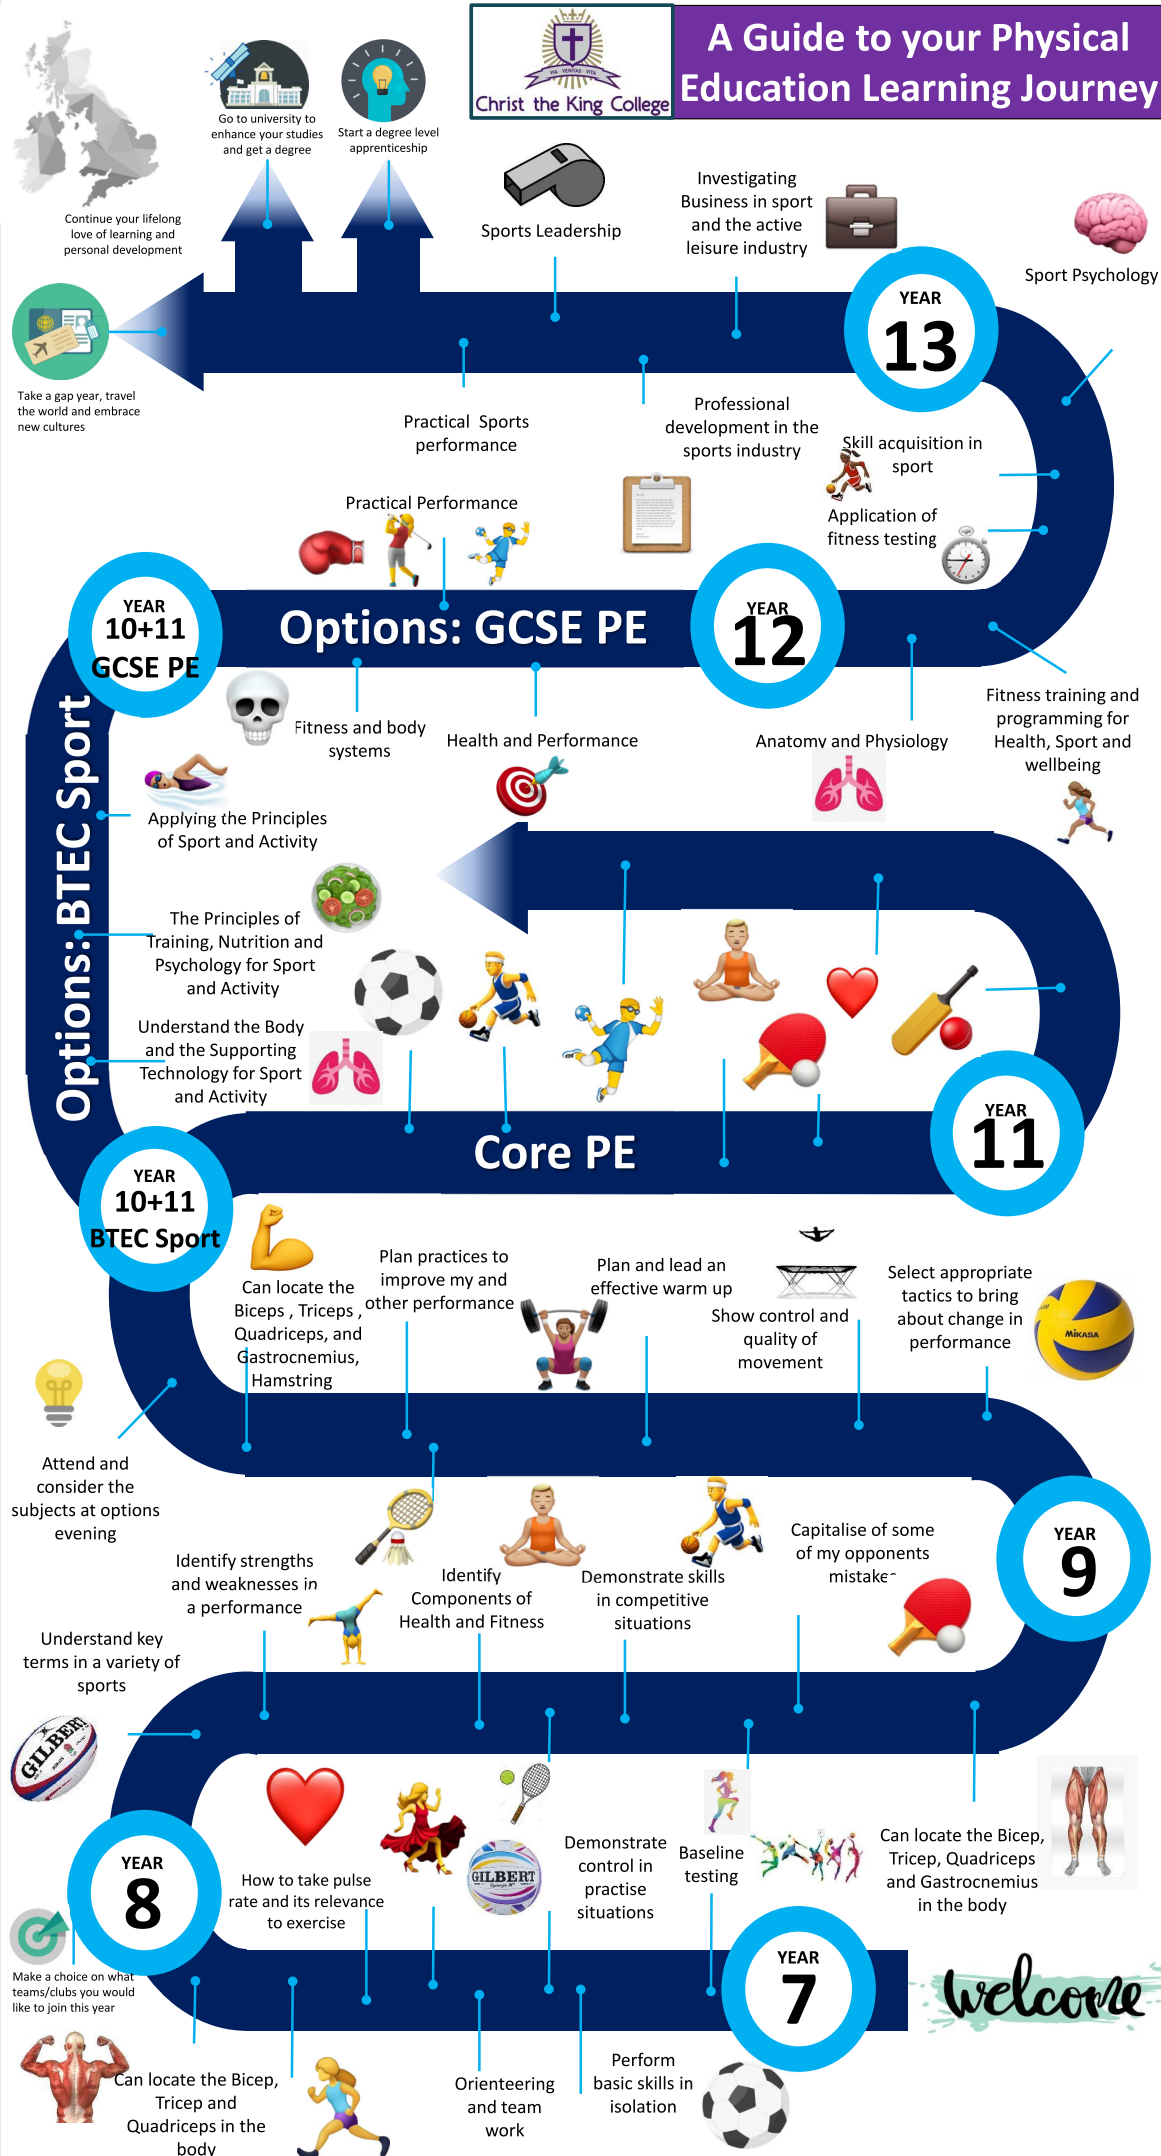 A Guide to your Physical
Education Learning Journey
VIA · VERITAS · VITA
Christ the King College
Go to university to
enhance your studies
and get a degree
Start a degree level
apprenticeship
Continue your lifelong
love of learning and
personal development
Take a gap year, travel
the world and embrace
new cultures
Sports Leadership
Investigating
Business in sport
and the active
leisure industry
Sport Psychology
YEAR
13
Practical Sports
performance
Professional
development in the
sports industry
Skill acquisition in
sport
Application of
fitness testing
Practical Performance
YEAR
10+11
GCSE PE
Options: GCSE PE
YEAR
12
Fitness and body
systems
Health and Performance
Anatomy and Physiology
Fitness training and
programming for
Health, Sport and
wellbeing
Options: BTEC Sport
Applying the Principles
of Sport and Activity
The Principles of
Training, Nutrition and
Psychology for Sport
and Activity
Understand the Body
and the Supporting
Technology for Sport
and Activity
Core PE
YEAR
11
YEAR
10+11
BTEC Sport
Can locate the
Biceps , Triceps ,
Quadriceps, and
Gastrocnemius,
Hamstring
Plan practices to
improve my and
other performance
Plan and lead an
effective warm up
Show control and
quality of
movement
Select appropriate
tactics to bring
about change in
performance
MIKASA
Attend and
consider the
subjects at options
evening
YEAR
9
Identify strengths
and weaknesses in
a performance
Identify
Components of
Health and Fitness
Demonstrate skills
in competitive
situations
Capitalise of some
of my opponents
mistakes
Understand key
terms in a variety of
sports
GILBERT
YEAR
8
How to take pulse
rate and its relevance
to exercise
GILBERT
Demonstrate
control in
practise
situations
Baseline
testing
Can locate the Bicep,
Tricep, Quadriceps
and Gastrocnemius
in the body
Make a choice on what
teams/clubs you would
like to join this year
YEAR
7
welcome
Can locate the Bicep,
Tricep and
Quadriceps in the
body
Orienteering
and team
work
Perform
basic skills in
isolation